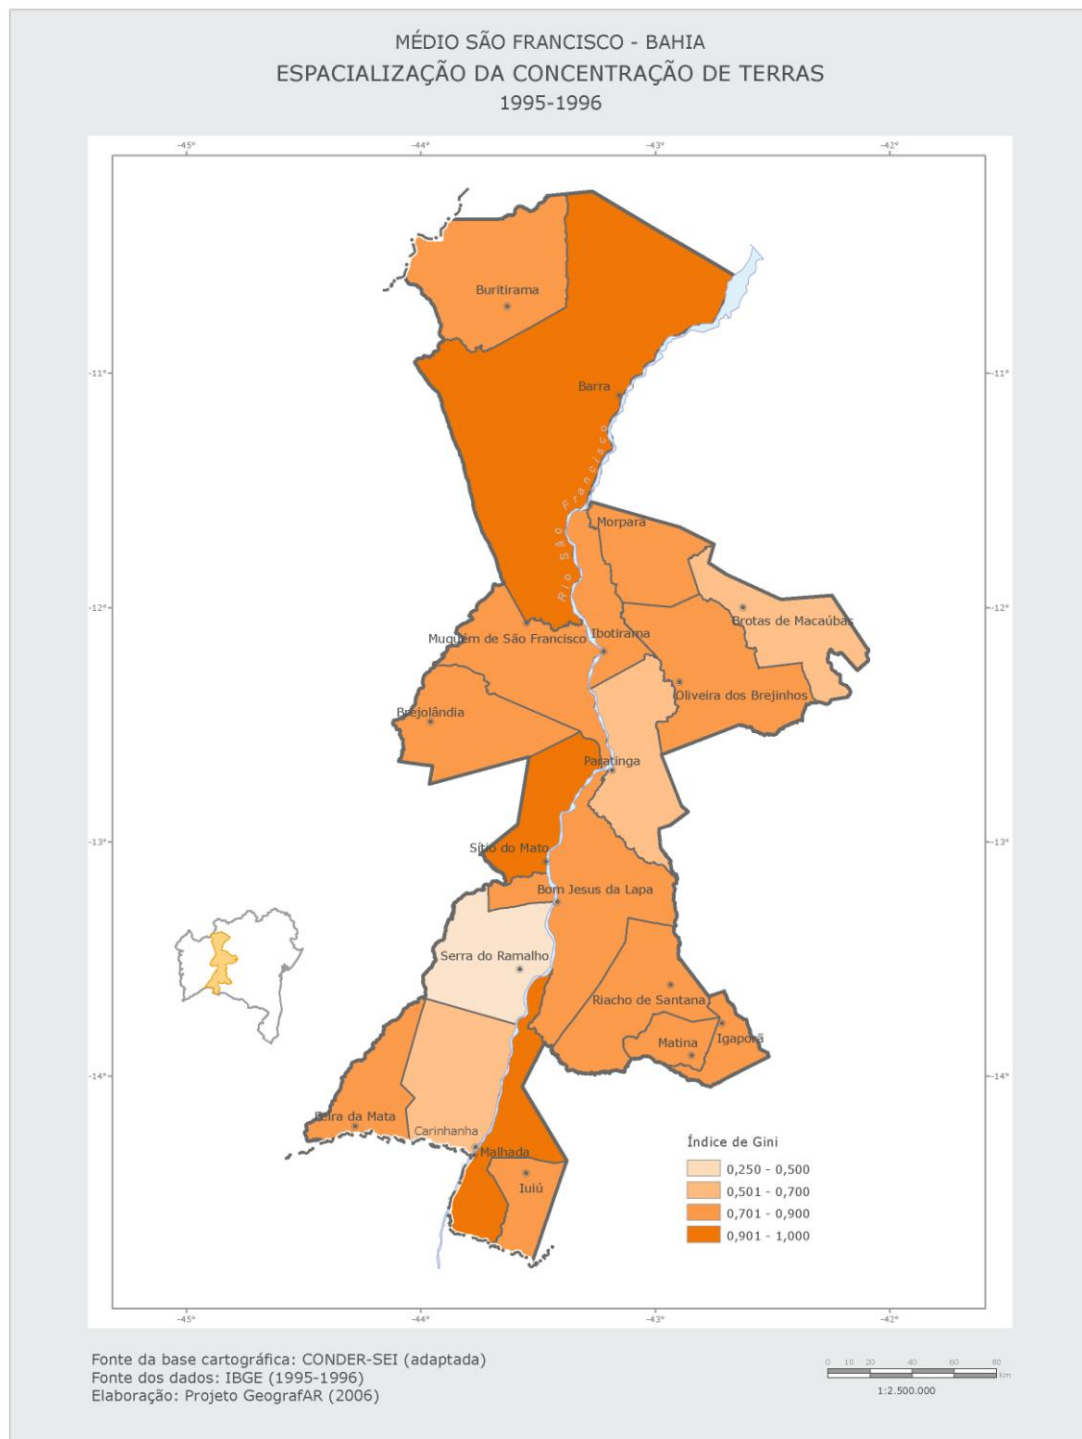 MÉDIO SÃO FRANCISCO - BAHIA
ESPACIALIZAÇÃO DA CONCENTRAÇÃO DE TERRAS
1995-1996
-45°
-44°
-43°
-42°
Buritirama
-11°
-11°
Barra
Rio São Francisco
Morpará
-12°
-12°
Brotas de Macaúbas
Ibotirama
Muquém de São Francisco
Oliveira dos Brejinhos
Brejolândia
Paratinga
-13°
-13°
Sítio do Mato
Bom Jesus da Lapa
Serra do Ramalho
Riacho de Santana
Igaporã
Matina
-14°
-14°
Feira da Mata
Carinhanha
Malhada
Iuiú
Índice de Gini
0,250 - 0,500
0,501 - 0,700
0,701 - 0,900
0,901 - 1,000
-45°
-44°
-43°
-42°
Fonte da base cartográfica: CONDER-SEI (adaptada)
Fonte dos dados: IBGE (1995-1996)
Elaboração: Projeto GeografAR (2006)
0 10 20 40 60 80
km
1:2.500.000